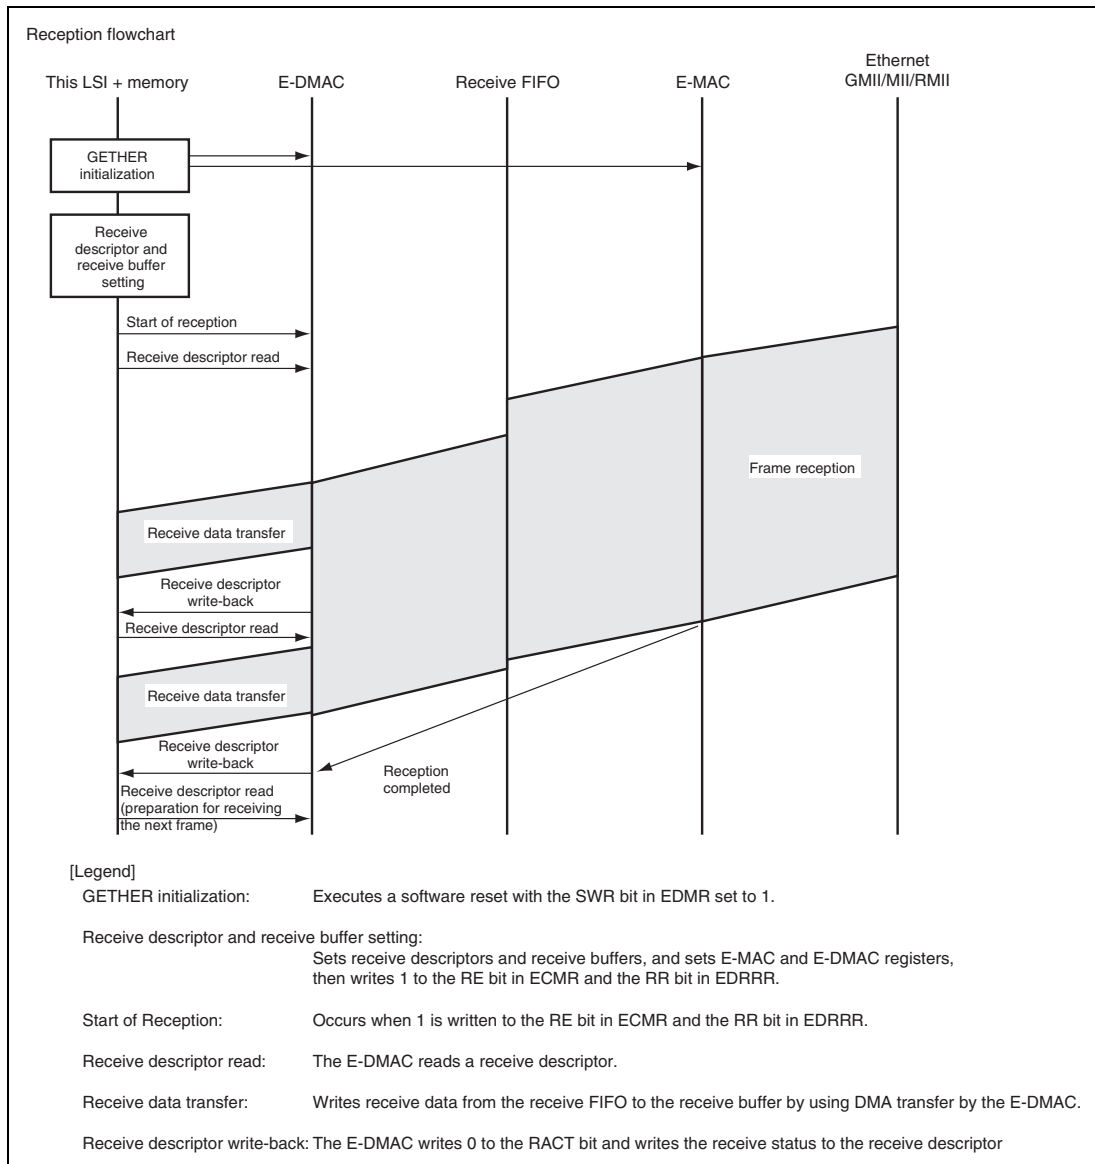 Reception flowchart
This LSI + memory
E-DMAC
Receive FIFO
E-MAC
Ethernet
GMII/MII/RMII
GETHER
initialization
Receive
descriptor and
receive buffer
setting
Start of reception
Receive descriptor read
Frame reception
Receive data transfer
Receive descriptor
write-back
Receive descriptor read
Receive data transfer
Receive descriptor
write-back
Reception
completed
Receive descriptor read
(preparation for receiving
the next frame)
[Legend]
GETHER initialization: Executes a software reset with the SWR bit in EDMR set to 1.
Receive descriptor and receive buffer setting:
Sets receive descriptors and receive buffers, and sets E-MAC and E-DMAC registers,
then writes 1 to the RE bit in ECMR and the RR bit in EDRRR.
Start of Reception: Occurs when 1 is written to the RE bit in ECMR and the RR bit in EDRRR.
Receive descriptor read: The E-DMAC reads a receive descriptor.
Receive data transfer: Writes receive data from the receive FIFO to the receive buffer by using DMA transfer by the E-DMAC.
Receive descriptor write-back: The E-DMAC writes 0 to the RACT bit and writes the receive status to the receive descriptor